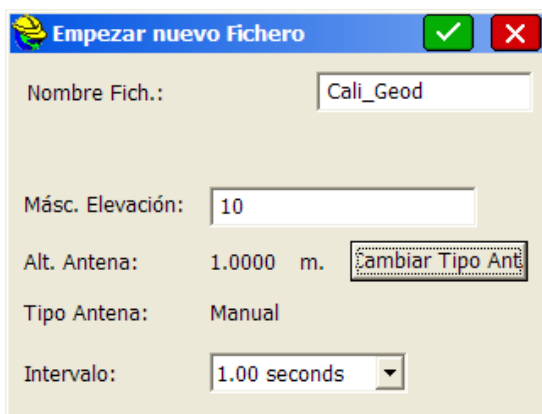 Empezar nuevo Fichero
Nombre Fich.: Cali_Geod
Másc. Elevación: 10
Alt. Antena: 1.0000 m. Cambiar Tipo Ant
Tipo Antena: Manual
Intervalo: 1.00 seconds